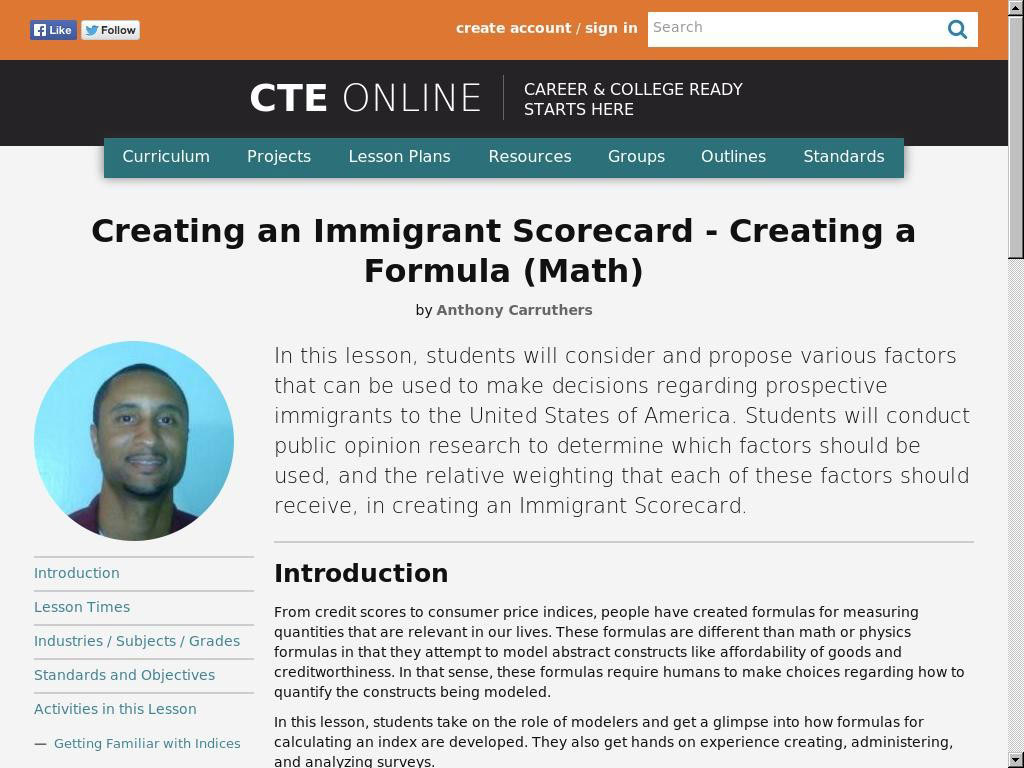 Like
Follow
create account / sign in
Search
CTE ONLINE
CAREER & COLLEGE READY
STARTS HERE
Curriculum
Projects
Lesson Plans
Resources
Groups
Outlines
Standards
Creating an Immigrant Scorecard - Creating a
Formula (Math)
by Anthony Carruthers
In this lesson, students will consider and propose various factors
that can be used to make decisions regarding prospective
immigrants to the United States of America. Students will conduct
public opinion research to determine which factors should be
used, and the relative weighting that each of these factors should
receive, in creating an Immigrant Scorecard.
Introduction
Lesson Times
Industries / Subjects / Grades
Standards and Objectives
Activities in this Lesson
— Getting Familiar with Indices
Introduction
From credit scores to consumer price indices, people have created formulas for measuring
quantities that are relevant in our lives. These formulas are different than math or physics
formulas in that they attempt to model abstract constructs like affordability of goods and
creditworthiness. In that sense, these formulas require humans to make choices regarding how to
quantify the constructs being modeled.
In this lesson, students take on the role of modelers and get a glimpse into how formulas for
calculating an index are developed. They also get hands on experience creating, administering,
and analyzing surveys.